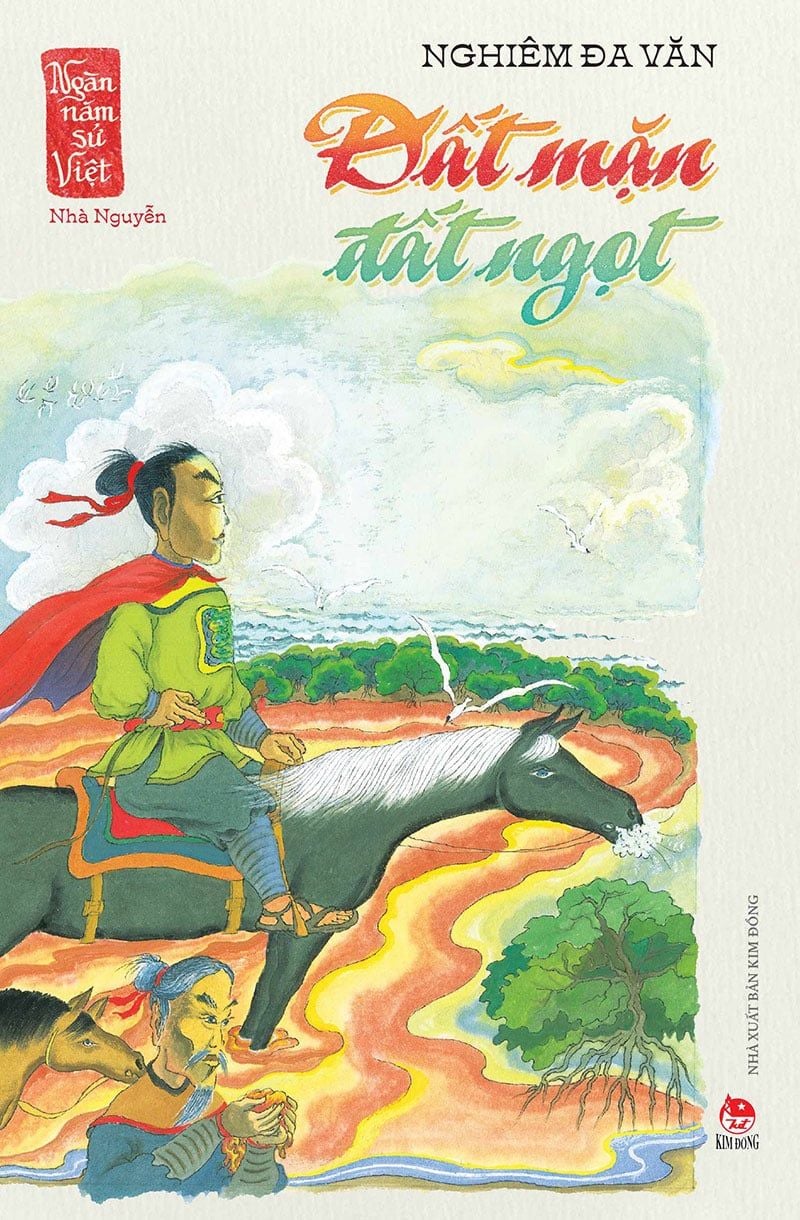 Ngàn
năm
sử
Việt
Nhà Nguyễn
NGHIÊM ĐA VĂN
Đất mặn
đất ngọt
NHÀ XUẤT BẢN KIM ĐỒNG
KIM ĐỒNG